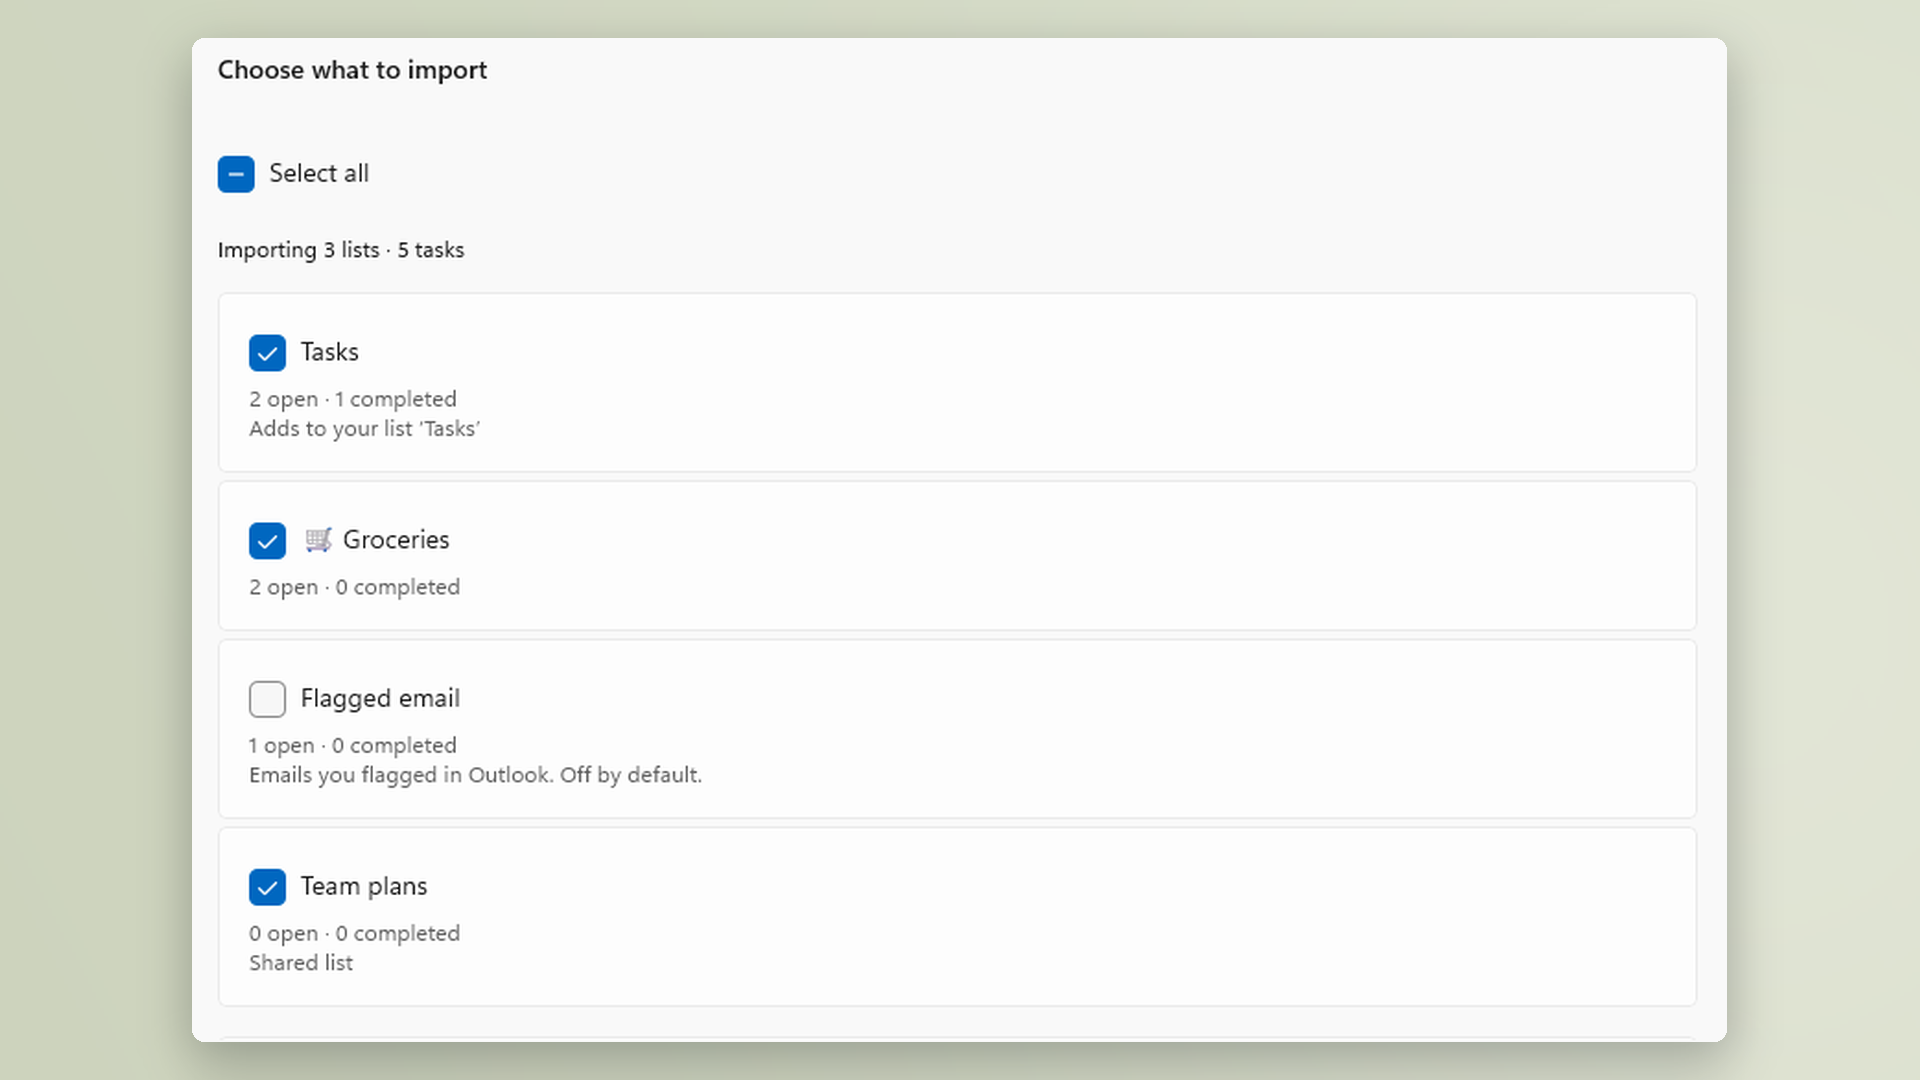 Choose what to import
Select all
Importing 3 lists · 5 tasks
Tasks
2 open · 1 completed
Adds to your list ‘Tasks’
Groceries
2 open · 0 completed
Flagged email
1 open · 0 completed
Emails you flagged in Outlook. Off by default.
Team plans
0 open · 0 completed
Shared list